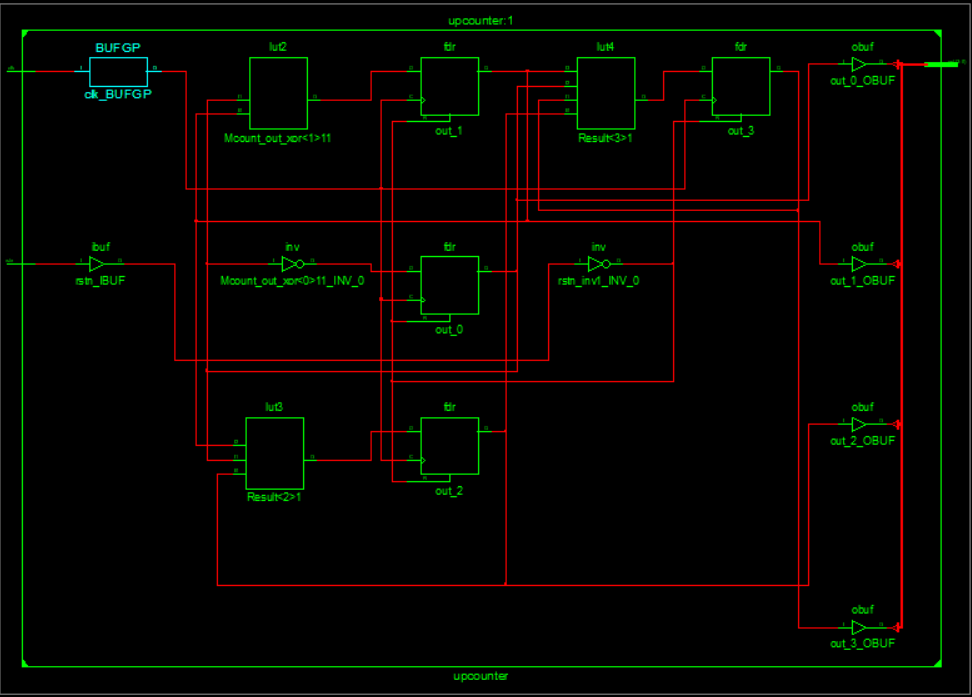 upcounter:1
BUFGP
clk_BUFGP
lut2
Mcount_out_xor<1>11
fdr
out_1
lut4
Result<3>1
fdr
out_3
obuf
out_0_OBUF
ibuf
rstn_IBUF
inv
Mcount_out_xor<0>11_INV_0
fdr
out_0
inv
rstn_inv1_INV_0
obuf
out_1_OBUF
lut3
Result<2>1
fdr
out_2
obuf
out_2_OBUF
obuf
out_3_OBUF
upcounter